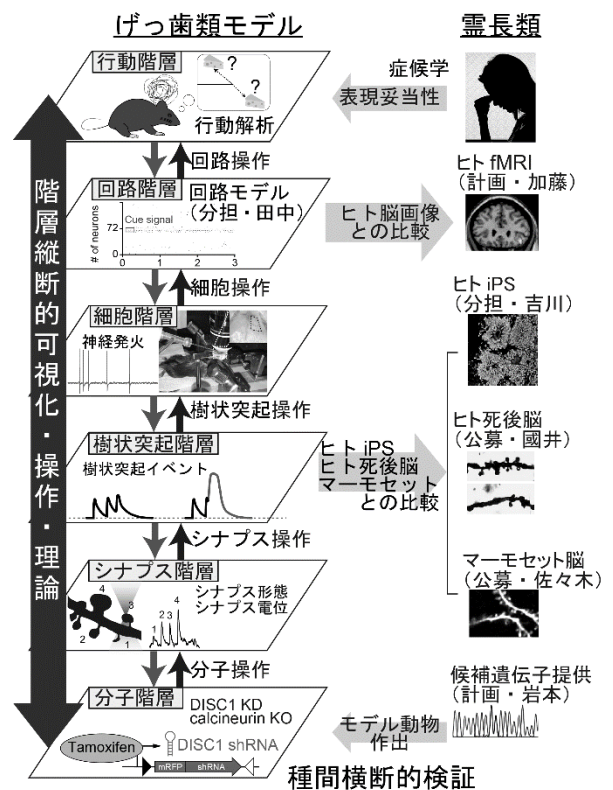 げっ歯類モデル
霊長類
行動階層
?
?
行動解析
症候学
表現妥当性
回路操作
回路階層
回路モデル
(分担・田中)
# of neurons
Cue signal
72
0
0
1
2
3
ヒト脳画像
との比較
ヒト fMRI
(計画・加藤)
細胞操作
細胞階層
神経発火
ヒト iPS
(分担・吉川)
樹状突起操作
樹状突起階層
樹状突起イベント
ヒト iPS
ヒト死後脳
マーモセット
との比較
ヒト死後脳
(公募・國井)
シナプス操作
シナプス階層
シナプス形態
シナプス電位
4
3
2
1
1
2
3
4
マーモセット脳
(公募・佐々木)
分子操作
分子階層
DISC1 KD
calcineurin KO
Tamoxifen
DISC1 shRNA
mRFP
shRNA
モデル動物
作出
候補遺伝子提供
(計画・岩本)
階層縦断的可視化・操作・理論
種間横断的検証